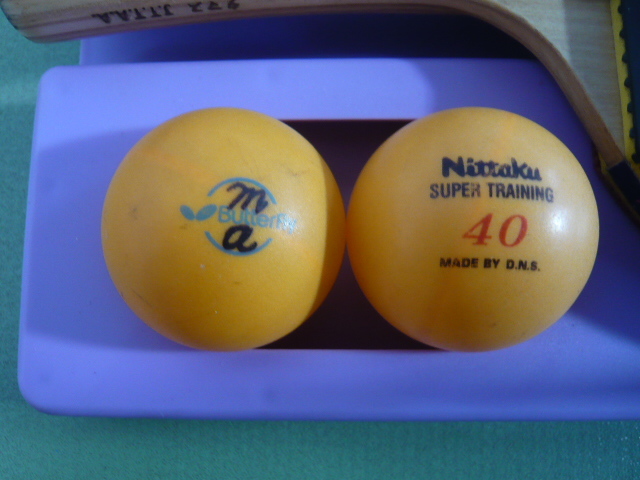 m
Butterfly
a
Nittaku
SUPER TRAINING
40
MADE BY D.N.S.